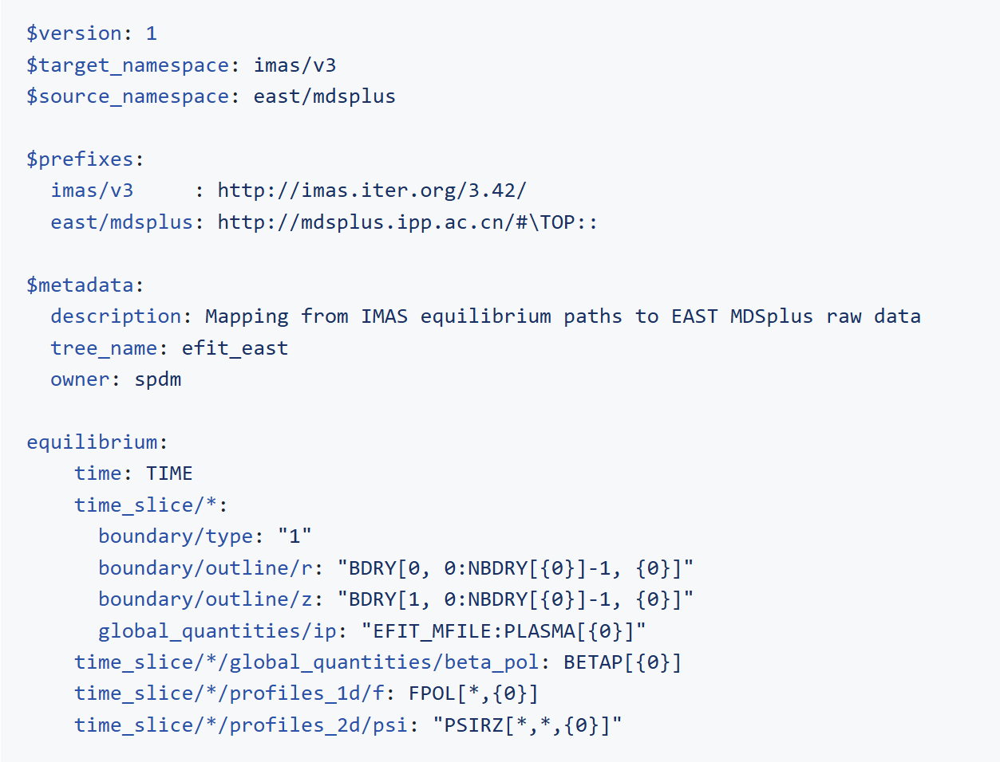 $version: 1
$target_namespace: imas/v3
$source_namespace: east/mdsplus
$prefixes:
  imas/v3     : http://imas.iter.org/3.42/
  east/mdsplus: http://mdsplus.ipp.ac.cn/#\TOP::
$metadata:
  description: Mapping from IMAS equilibrium paths to EAST MDSplus raw data
  tree_name: efit_east
  owner: spdm
equilibrium:
    time: TIME
    time_slice/*:
      boundary/type: "1"
      boundary/outline/r: "BDRY[0, 0:NBDRY[{0}]-1, {0}]"
      boundary/outline/z: "BDRY[1, 0:NBDRY[{0}]-1, {0}]"
      global_quantities/ip: "EFIT_MFILE:PLASMA[{0}]"
    time_slice/*/global_quantities/beta_pol: BETAP[{0}]
    time_slice/*/profiles_1d/f: FPOL[*,{0}]
    time_slice/*/profiles_2d/psi: "PSIRZ[*,*,{0}]"